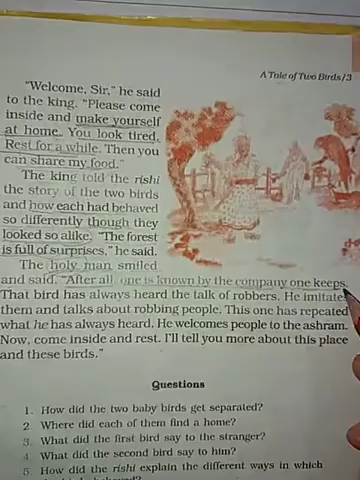 A Tale of Two Birds/3
"Welcome, Sir," he said
to the king. "Please come
inside and make yourself
at home. You look tired.
Rest for a while. Then you
can share my food."
The king told the rishi
the story of the two birds
and how each had behaved
so differently though they
looked so alike. "The forest
is full of surprises," he said.
The holy man smiled
and said, "After all, one is known by the company one keeps.
That bird has always heard the talk of robbers. He imitates
them and talks about robbing people. This one has repeated
what he has always heard. He welcomes people to the ashram.
Now, come inside and rest. I'll tell you more about this place
and these birds."
Questions
1. How did the two baby birds get separated?
2. Where did each of them find a home?
3. What did the first bird say to the stranger?
4. What did the second bird say to him?
5. How did the rishi explain the different ways in which